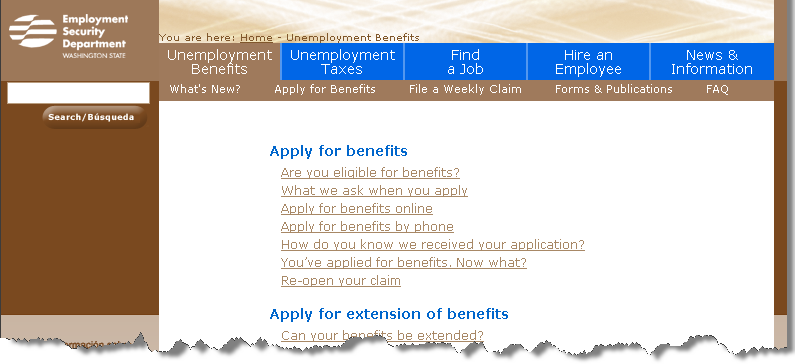 Employment
Security
Department
WASHINGTON STATE
You are here: Home - Unemployment Benefits
Unemployment
Benefits
Unemployment
Taxes
Find
a Job
Hire an
Employee
News &
Information
What's New?
Apply for Benefits
File a Weekly Claim
Forms & Publications
FAQ
Search/Búsqueda
Apply for benefits
Are you eligible for benefits?
What we ask when you apply
Apply for benefits online
Apply for benefits by phone
How do you know we received your application?
You've applied for benefits. Now what?
Re-open your claim
Apply for extension of benefits
Can your benefits be extended?